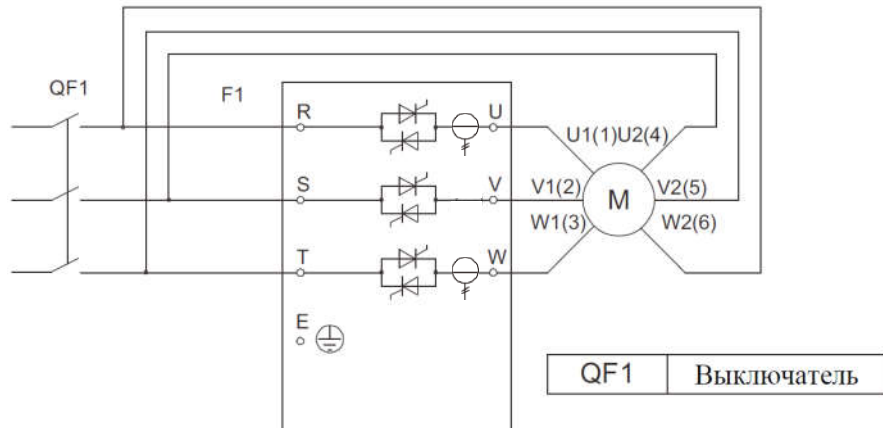 QF1
F1
R
U
U1(1)U2(4)
S
V
V1(2)
M
V2(5)
W1(3)
W2(6)
T
W
E
QF1 Выключатель